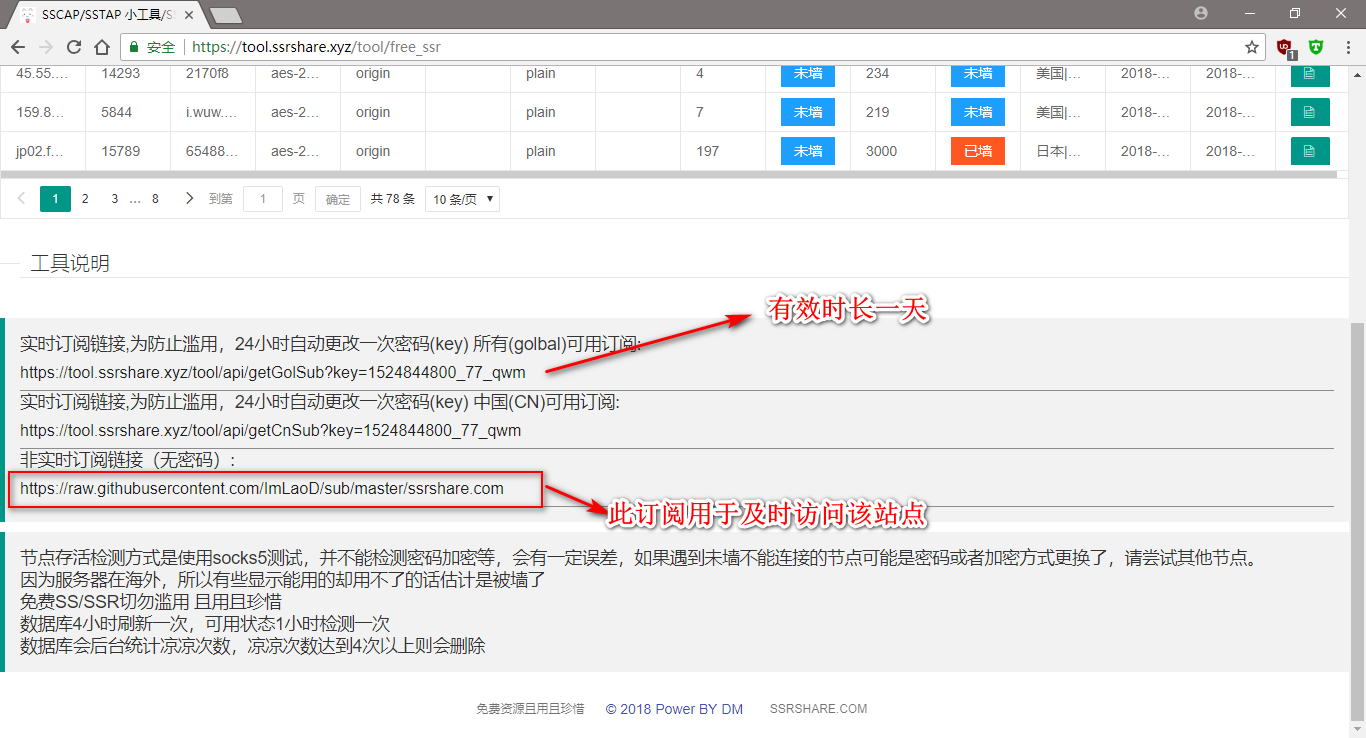 SSCAP/SSTAP 小工具/S
安全 https://tool.ssrshare.xyz/tool/free_ssr
1
45.55.… 14293 2170f8 aes-2… origin plain 4 未墙 234 未墙 美国|… 2018-… 2018-…
159.8… 5844 i.wuw.… aes-2… origin plain 7 未墙 219 未墙 美国|… 2018-… 2018-…
jp02.f… 15789 65488… aes-2… origin plain 197 未墙 3000 已墙 日本|… 2018-… 2018-…
1 2 3 … 8 到第 1 页 确定 共 78 条 10 条/页
工具说明
有效时长一天
实时订阅链接,为防止滥用，24小时自动更改一次密码(key) 所有(golbal)可用订阅:
https://tool.ssrshare.xyz/tool/api/getGolSub?key=1524844800_77_qwm
实时订阅链接,为防止滥用，24小时自动更改一次密码(key) 中国(CN)可用订阅:
https://tool.ssrshare.xyz/tool/api/getCnSub?key=1524844800_77_qwm
非实时订阅链接（无密码）:
https://raw.githubusercontent.com/ImLaoD/sub/master/ssrshare.com
此订阅用于及时访问该站点
节点存活检测方式是使用socks5测试，并不能检测密码加密等，会有一定误差，如果遇到未墙不能连接的节点可能是密码或者加密方式更换了，请尝试其他节点。
因为服务器在海外，所以有些显示能用的却用不了的话估计是被墙了
免费SS/SSR切勿滥用 且用且珍惜
数据库4小时刷新一次，可用状态1小时检测一次
数据库会后台统计凉凉次数，凉凉次数达到4次以上则会删除
免费资源且用且珍惜 © 2018 Power BY DM SSRSHARE.COM